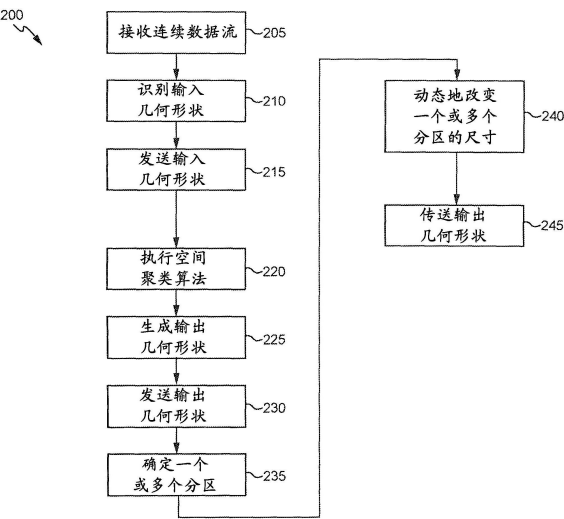 200
接收连续数据流
205
识别输入
几何形状
210
发送输入
几何形状
215
执行空间
聚类算法
220
生成输出
几何形状
225
发送输出
几何形状
230
确定一个
或多个分区
235
动态地改变
一个或多个
分区的尺寸
240
传送输出
几何形状
245